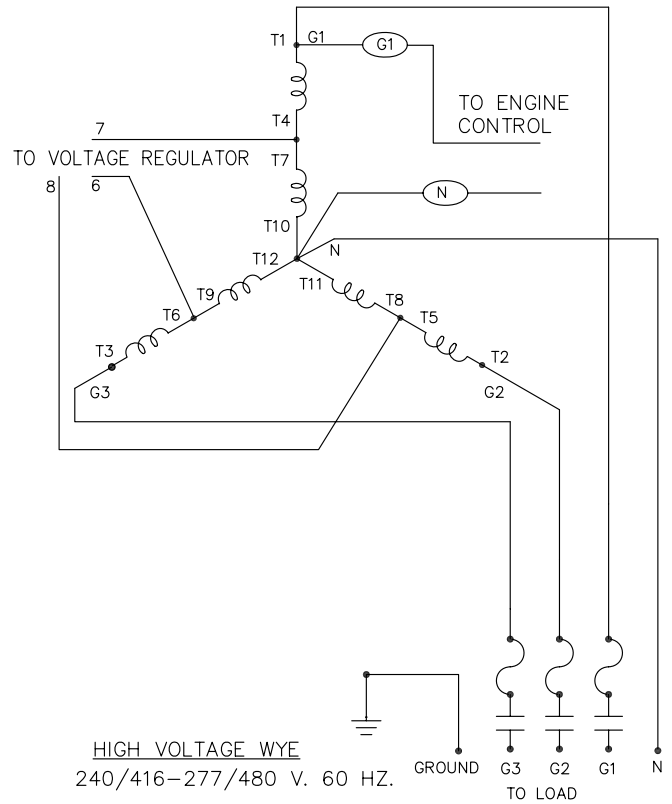 T1 G1 G1
TO ENGINE
CONTROL
T4
7
TO VOLTAGE REGULATOR
T7
8 6
N
T10
N
T12
T11
T9
T8
T6 T5
T3
T2
G3
G2
HIGH VOLTAGE WYE
240/416-277/480 V. 60 HZ.
GROUND G3 G2 G1 N
TO LOAD